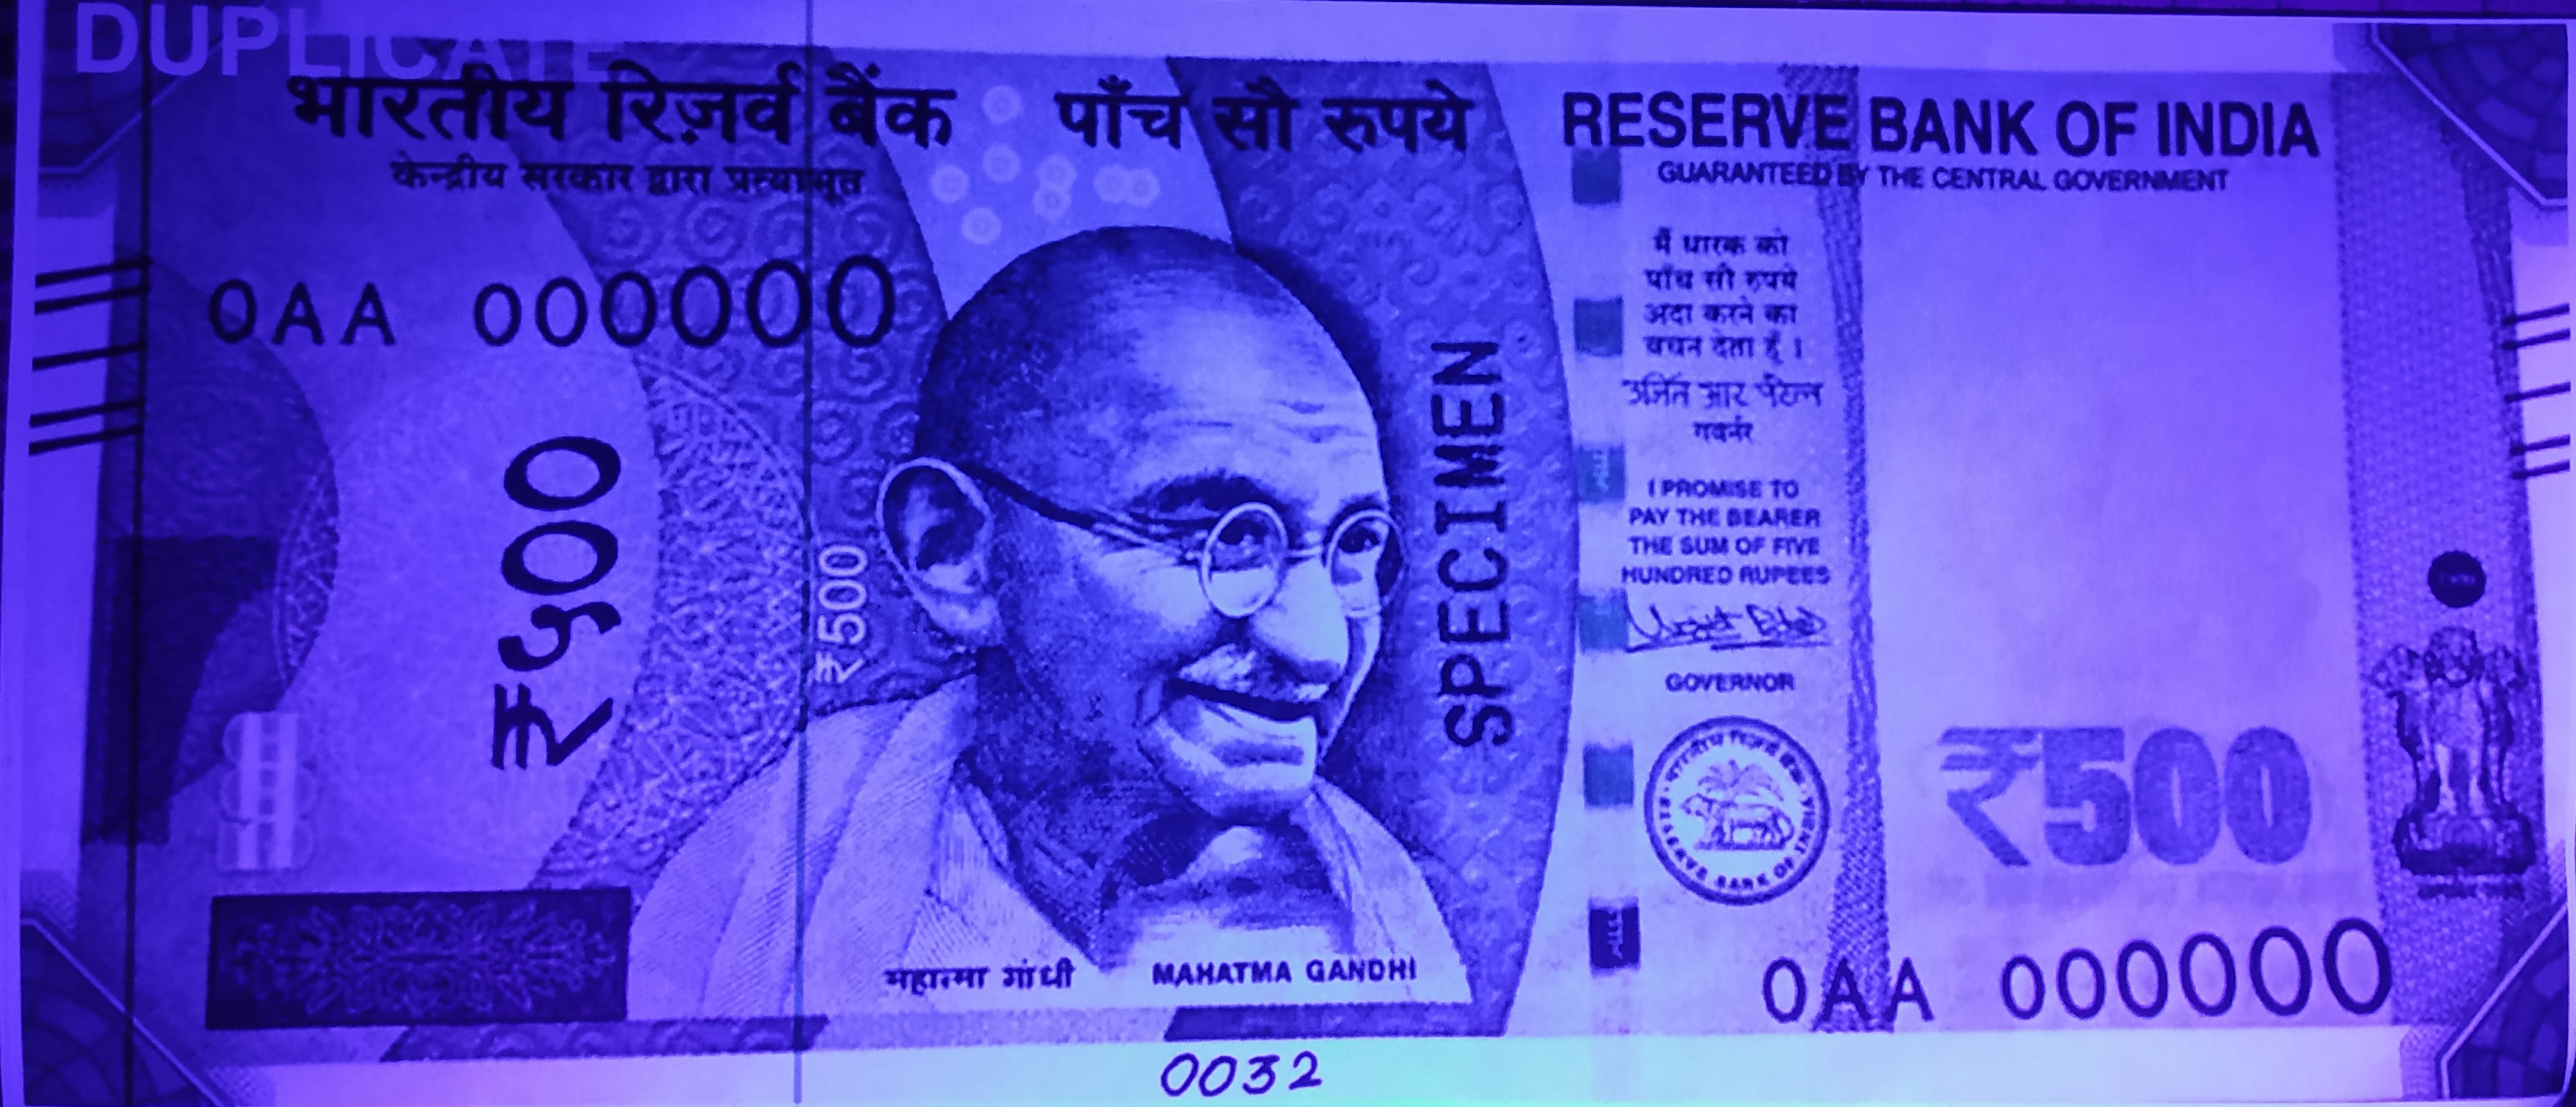 DUPLICATE
भारतीय रिज़र्व बैंक पाँच सौ रुपये RESERVE BANK OF INDIA
केन्द्रीय सरकार द्वारा प्रत्याभूत GUARANTEED BY THE CENTRAL GOVERNMENT
0AA 000000
₹५००
₹500
SPECIMEN
मैं धारक को
पाँच सौ रुपये
अदा करने का
वचन देता हूँ ।
उर्जित आर पटेल
गवर्नर
I PROMISE TO
PAY THE BEARER
THE SUM OF FIVE
HUNDRED RUPEES
GOVERNOR
भारतीय रिज़र्व बैंक
RESERVE BANK OF INDIA
₹500
महात्मा गांधी MAHATMA GANDHI
0AA 000000
0032